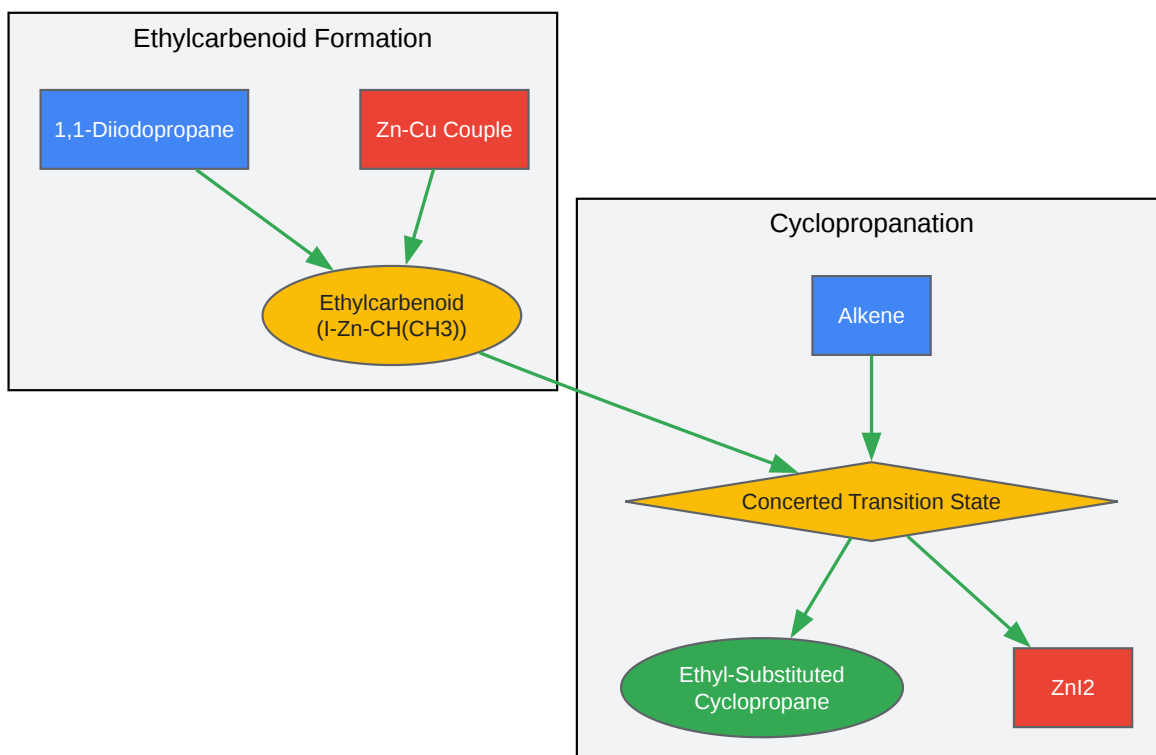 Ethylcarbenoid Formation
1,1-Diiodopropane
Zn-Cu Couple
Ethylcarbenoid
(I-Zn-CH(CH3))
Cyclopropanation
Alkene
Concerted Transition State
Ethyl-Substituted
Cyclopropane
ZnI2